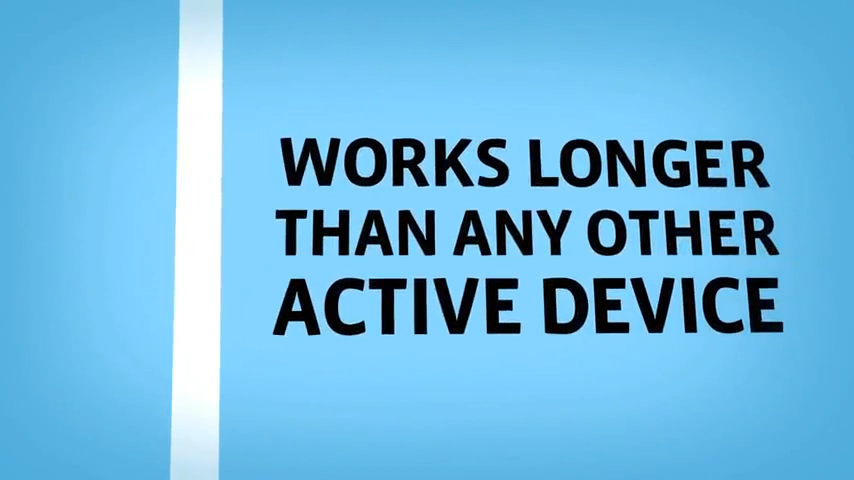 WORKS LONGER
THAN ANY OTHER
ACTIVE DEVICE